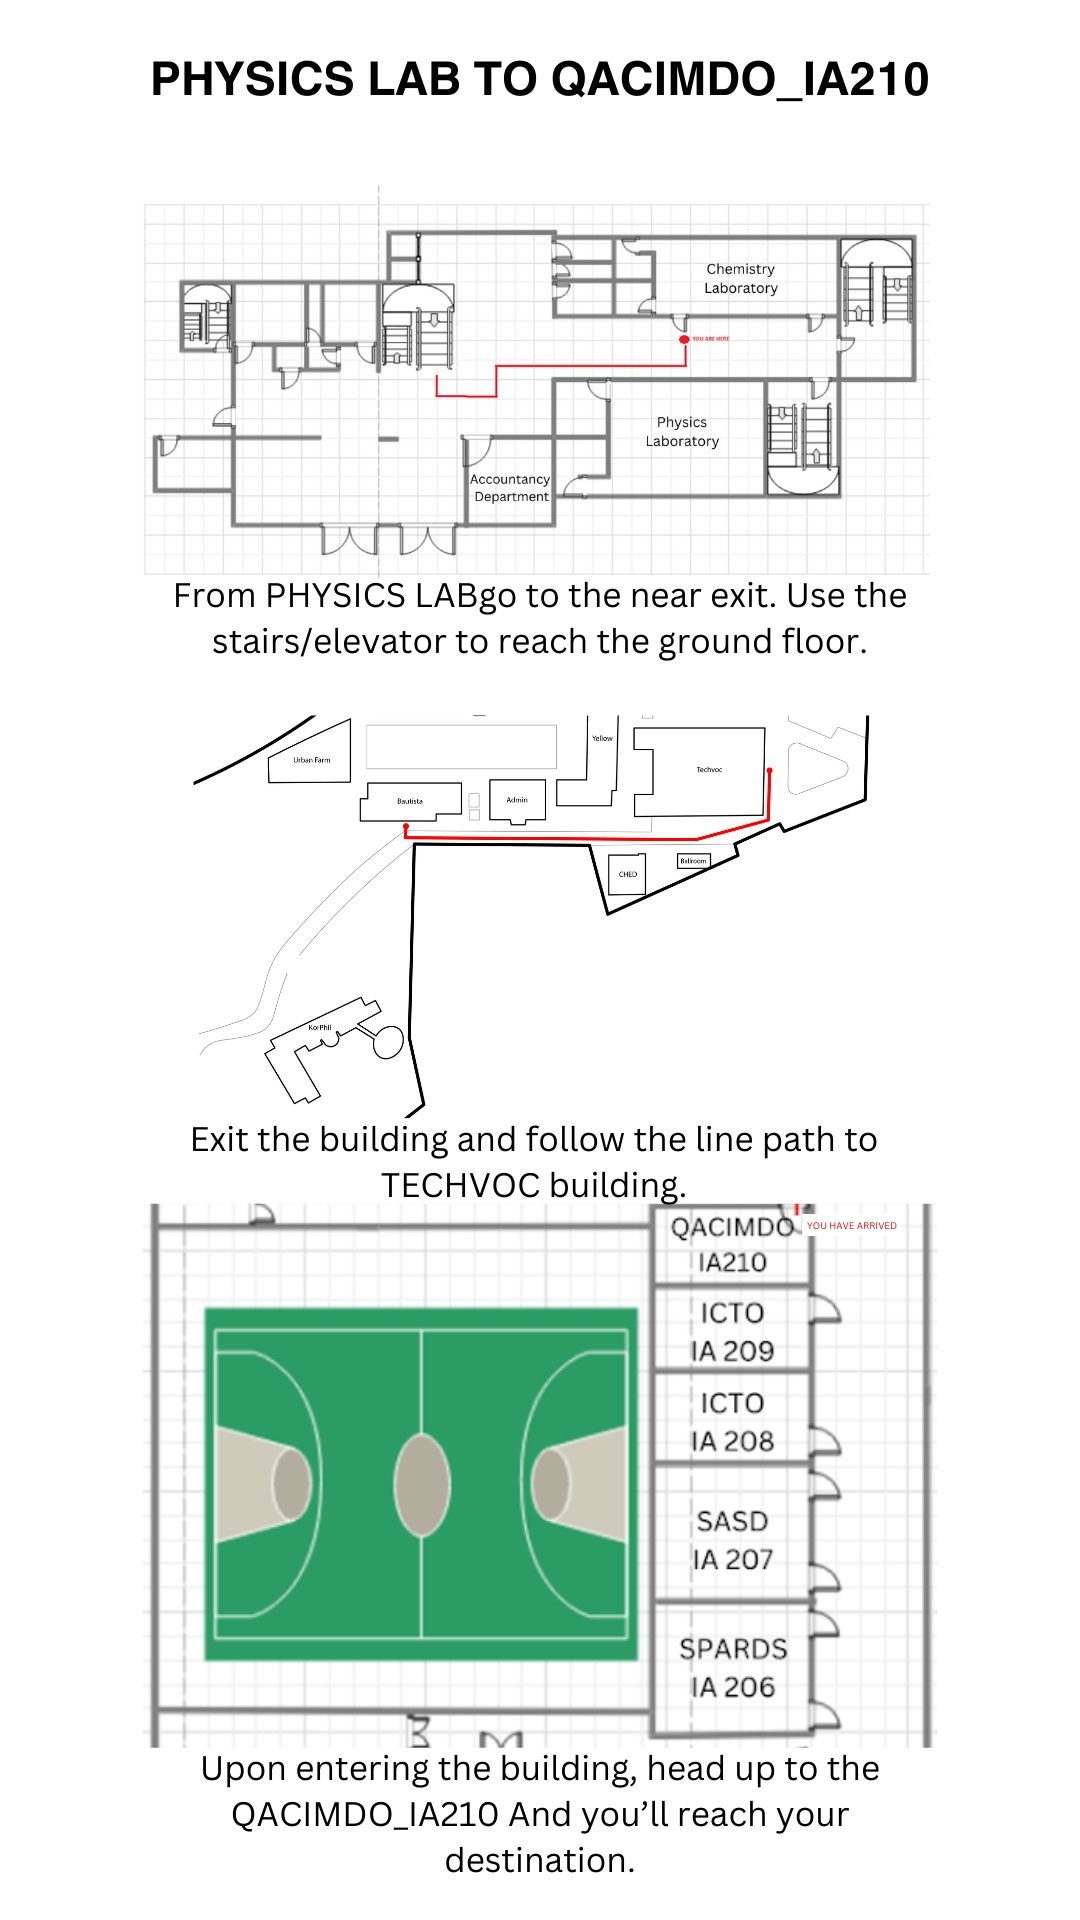 PHYSICS LAB TO QACIMDO_IA210
Chemistry
Laboratory
YOU ARE HERE
Physics
Laboratory
Accountancy
Department
From PHYSICS LABgo to the near exit. Use the
stairs/elevator to reach the ground floor.
Urban Farm
Yellow
Techvoc
Bautista
Admin
CHED
Ballroom
KorPhil
Exit the building and follow the line path to
TECHVOC building.
QACIMDO
IA210
YOU HAVE ARRIVED
ICTO
IA 209
ICTO
IA 208
SASD
IA 207
SPARDS
IA 206
Upon entering the building, head up to the
QACIMDO_IA210 And you’ll reach your
destination.